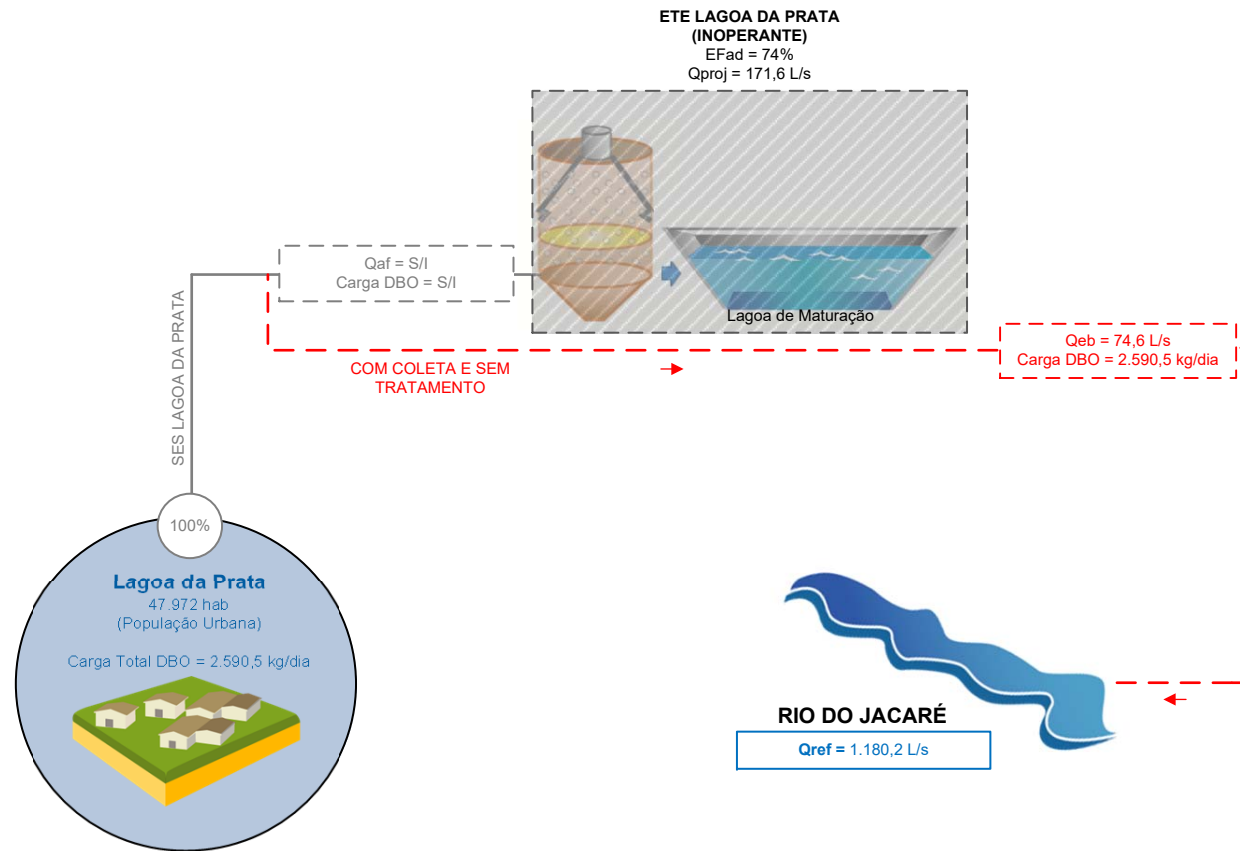 ETE LAGOA DA PRATA
(INOPERANTE)
EFad = 74%
Qproj = 171,6 L/s
Qaf = S/I
Carga DBO = S/I
Lagoa de Maturação
Qeb = 74,6 L/s
Carga DBO = 2.590,5 kg/dia
COM COLETA E SEM
TRATAMENTO
SES LAGOA DA PRATA
100%
Lagoa da Prata
47.972 hab
(População Urbana)
Carga Total DBO = 2.590,5 kg/dia
RIO DO JACARÉ
Qref = 1.180,2 L/s